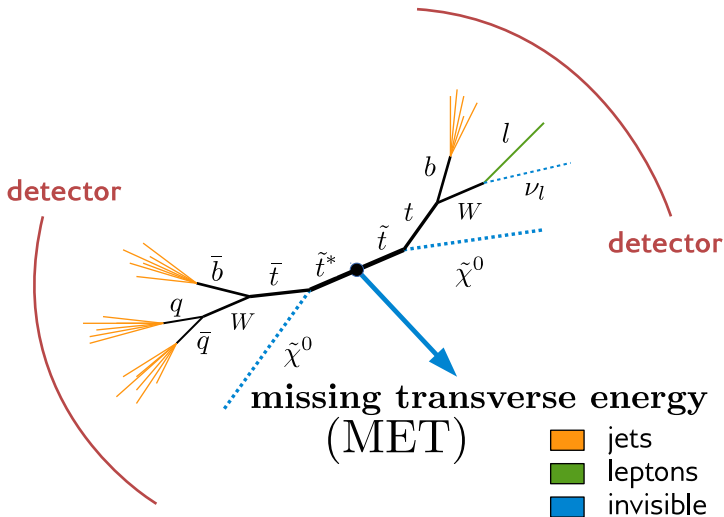 l
b
detector
ν_l
t
W
t̃
detector
b̄
t̄
t̃*
χ̃⁰
q
W
q̄
χ̃⁰
missing transverse energy
(MET)
jets
leptons
invisible